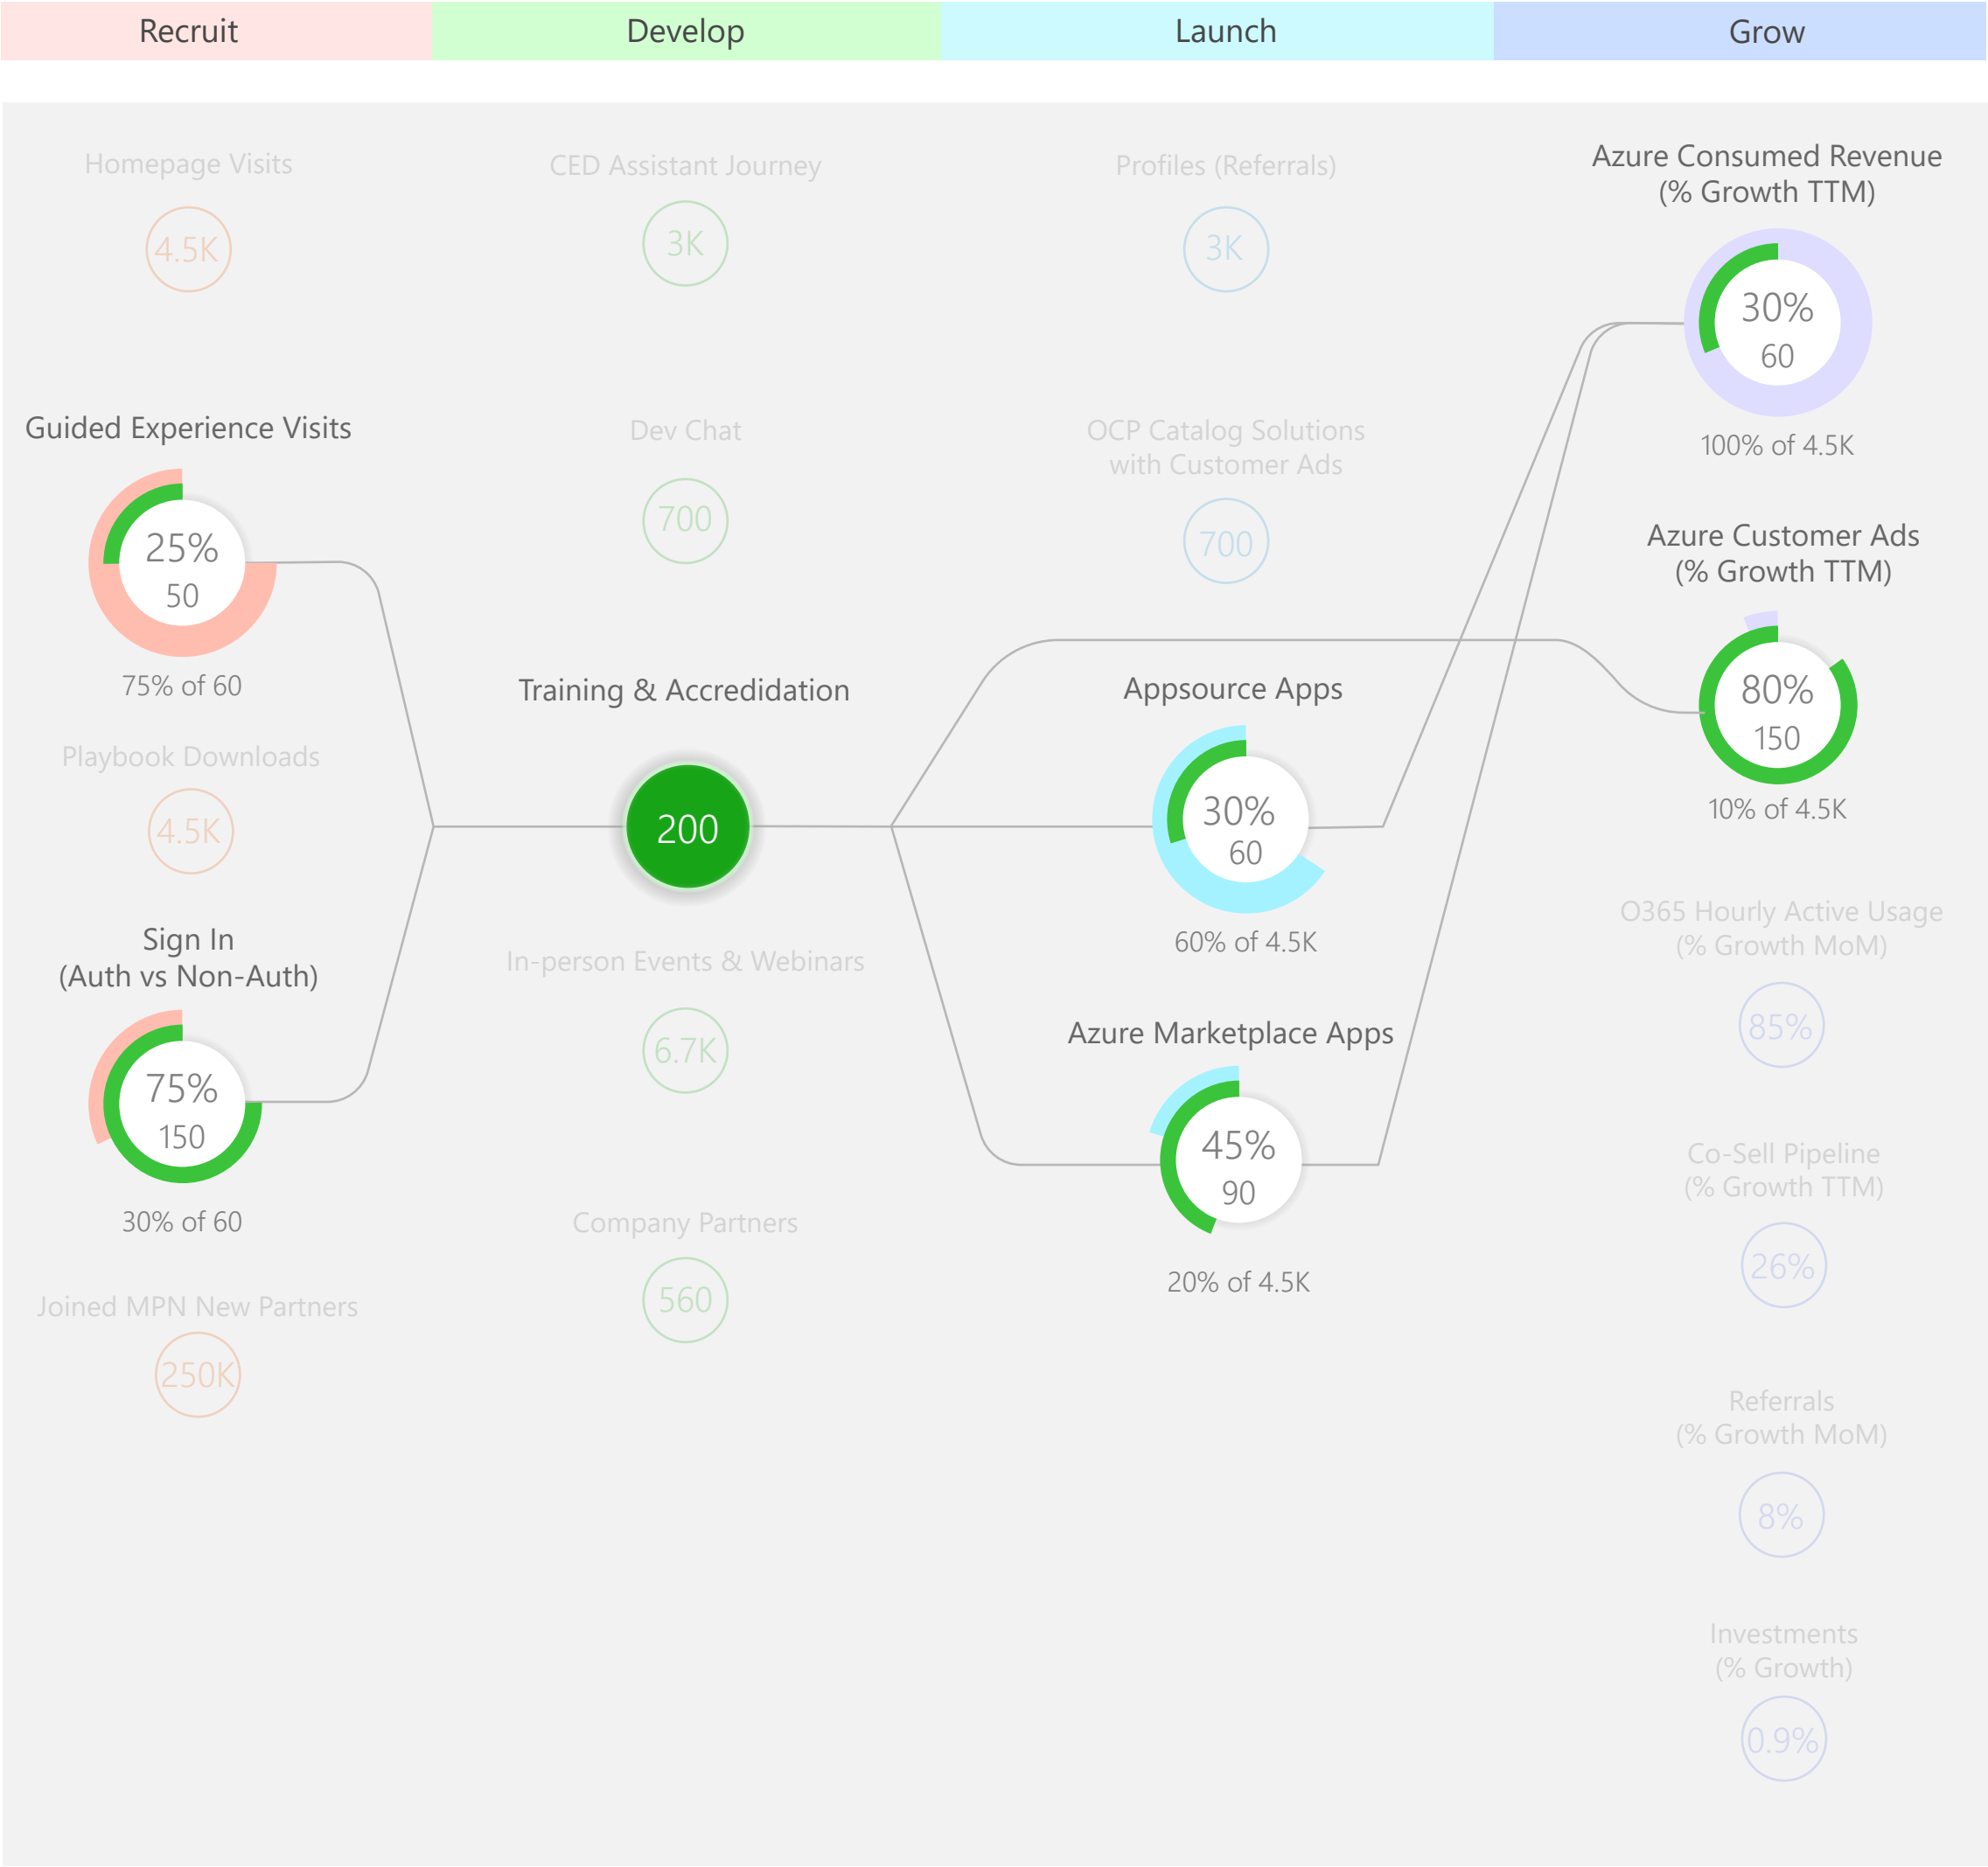 Recruit
Develop
Launch
Grow
Homepage Visits
4.5K
Guided Experience Visits
25%
50
75% of 60
Playbook Downloads
4.5K
Sign In
(Auth vs Non-Auth)
75%
150
30% of 60
Joined MPN New Partners
250K
CED Assistant Journey
3K
Dev Chat
700
Training & Accredidation
200
In-person Events & Webinars
6.7K
Company Partners
560
Profiles (Referrals)
3K
OCP Catalog Solutions
with Customer Ads
700
Appsource Apps
30%
60
60% of 4.5K
Azure Marketplace Apps
45%
90
20% of 4.5K
Azure Consumed Revenue
(% Growth TTM)
30%
60
100% of 4.5K
Azure Customer Ads
(% Growth TTM)
80%
150
10% of 4.5K
O365 Hourly Active Usage
(% Growth MoM)
85%
Co-Sell Pipeline
(% Growth TTM)
26%
Referrals
(% Growth MoM)
8%
Investments
(% Growth)
0.9%